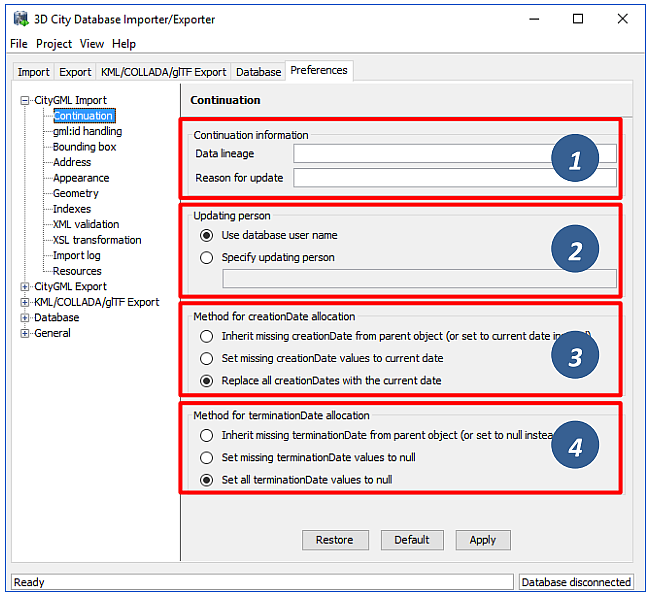 3D City Database Importer/Exporter
File Project View Help
Import Export KML/COLLADA/glTF Export Database Preferences
CityGML Import
Continuation
gml:id handling
Bounding box
Address
Appearance
Geometry
Indexes
XML validation
XSL transformation
Import log
Resources
CityGML Export
KML/COLLADA/glTF Export
Database
General
Continuation
Continuation information
Data lineage
Reason for update
1
Updating person
Use database user name
Specify updating person
2
Method for creationDate allocation
Inherit missing creationDate from parent object (or set to current date
Set missing creationDate values to current date
Replace all creationDates with the current date
3
Method for terminationDate allocation
Inherit missing terminationDate from parent object (or set to null
Set missing terminationDate values to null
Set all terminationDate values to null
4
Restore Default Apply
Ready Database disconnected